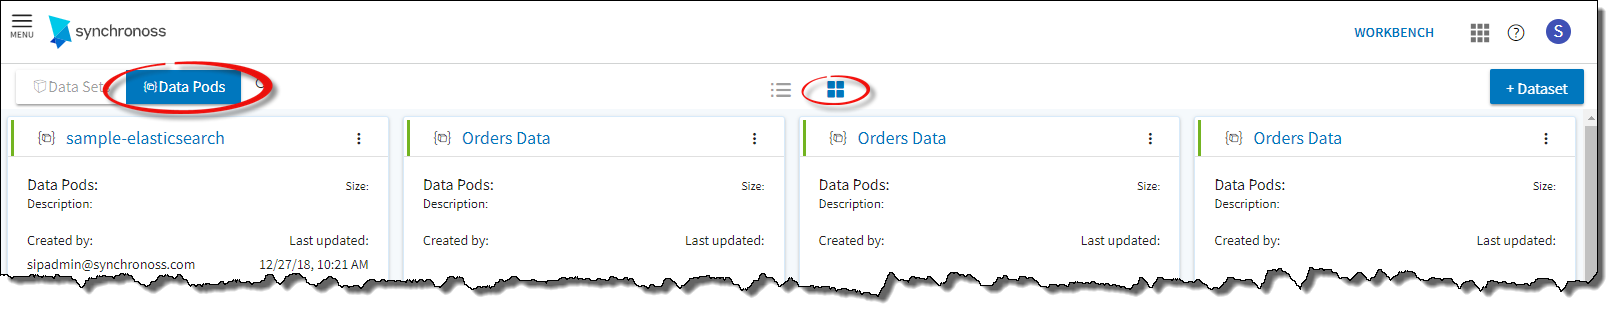 MENU synchronoss WORKBENCH ? S
Data Pods + Dataset
sample-elasticsearch Orders Data Orders Data Orders Data
Data Pods: Size: Data Pods: Size: Data Pods: Size: Data Pods: Size:
Description: Description: Description: Description:
Created by: Last updated: Created by: Last updated: Created by: Last updated: Created by: Last updated:
sipadmin@synchronoss.com 12/27/18, 10:21 AM